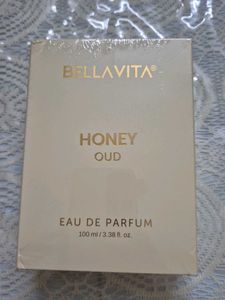 BELLAVITA®
HONEY
OUD
EAU DE PARFUM
100 ml / 3.38 fl. oz.